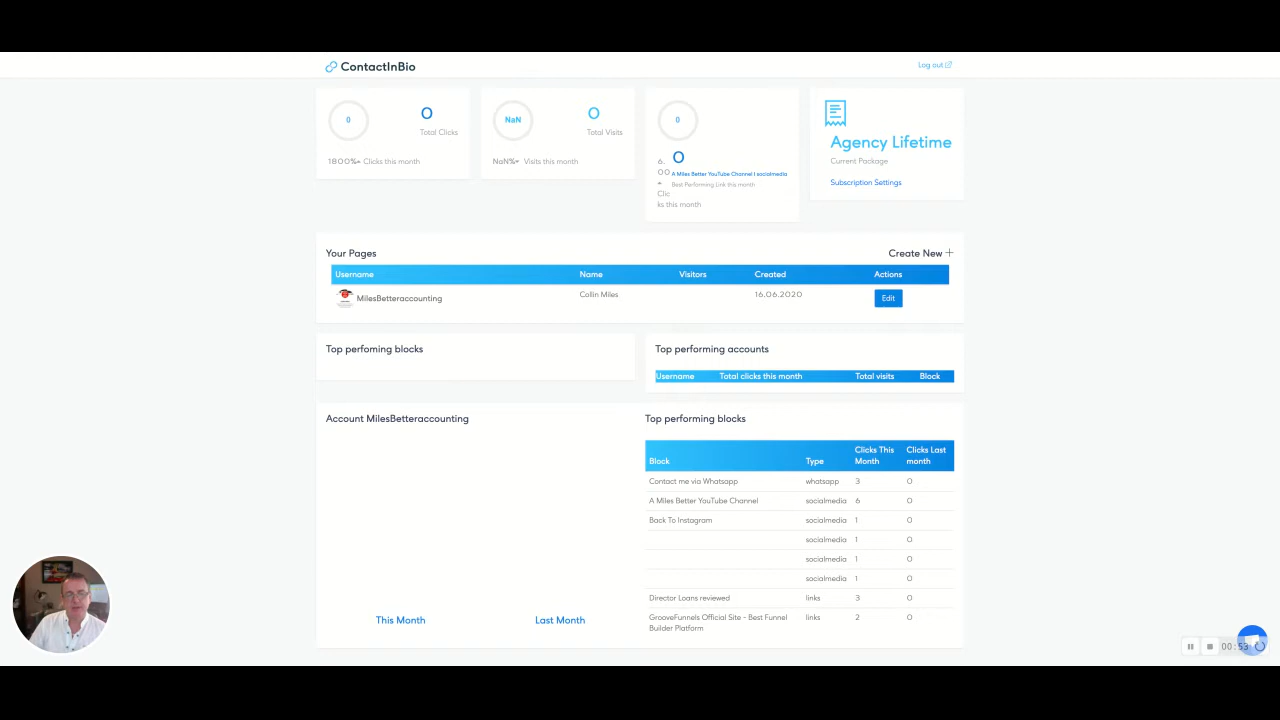 ContactInBio
Log out
0
0
Total Clicks
1800% Clicks this month
NaN
0
Total Visits
NaN% Visits this month
0
6.
00
0
A Miles Better YouTube Channel | socialmedia
Best Performing Link this month
Clic
ks this month
Agency Lifetime
Current Package
Subscription Settings
Your Pages
Create New +
Username Name Visitors Created Actions
MilesBetteraccounting Collin Miles 16.06.2020 Edit
Top perfoming blocks
Top performing accounts
Username Total clicks this month Total visits Block
Account MilesBetteraccounting
This Month Last Month
Top performing blocks
Block Type Clicks This Month Clicks Last month
Contact me via Whatsapp whatsapp 3 0
A Miles Better YouTube Channel socialmedia 6 0
Back To Instagram socialmedia 1 0
socialmedia 1 0
socialmedia 1 0
socialmedia 1 0
Director Loans reviewed links 3 0
GrooveFunnels Official Site - Best Funnel links 2 0
Builder Platform
00:53